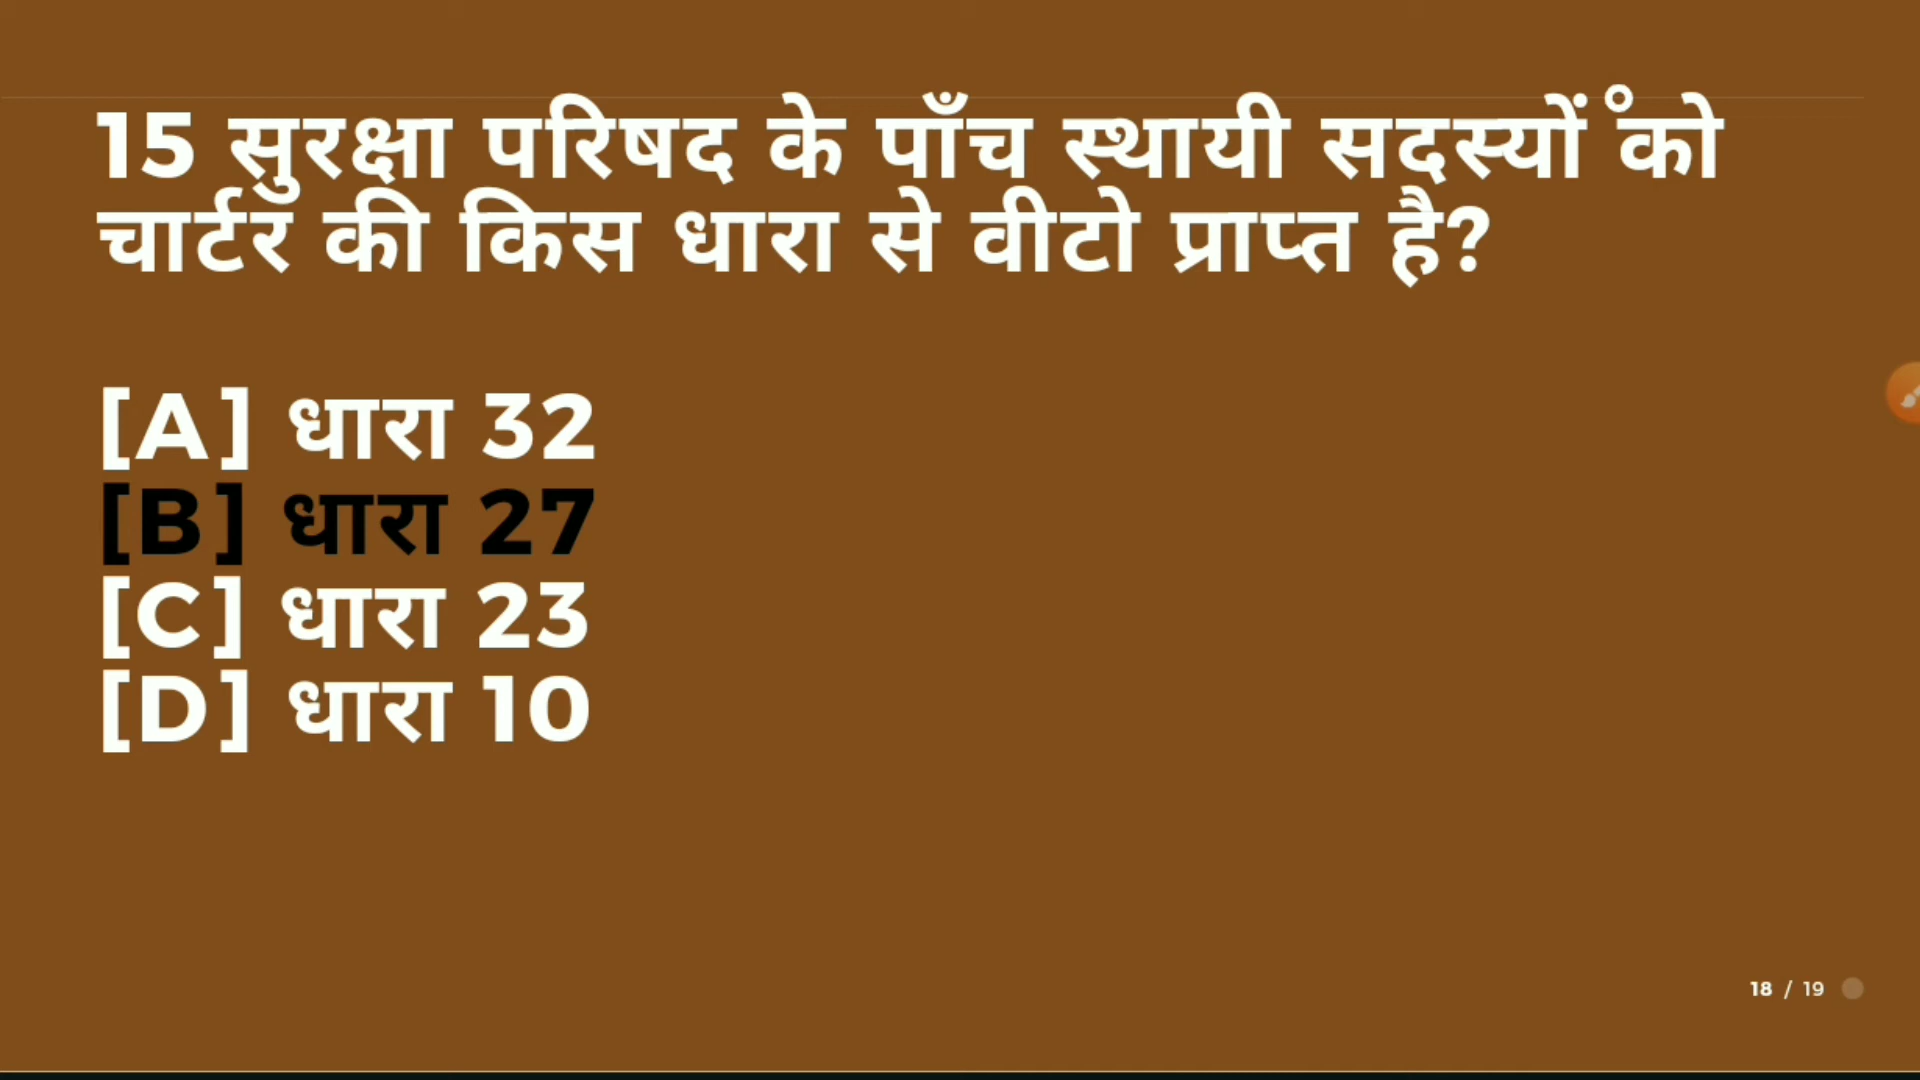 15 सुरक्षा परिषद के पाँच स्थायी सदस्यों को
चार्टर की किस धारा से वीटो प्राप्त है?
[A] धारा 32
[B] धारा 27
[C] धारा 23
[D] धारा 10
18 / 19